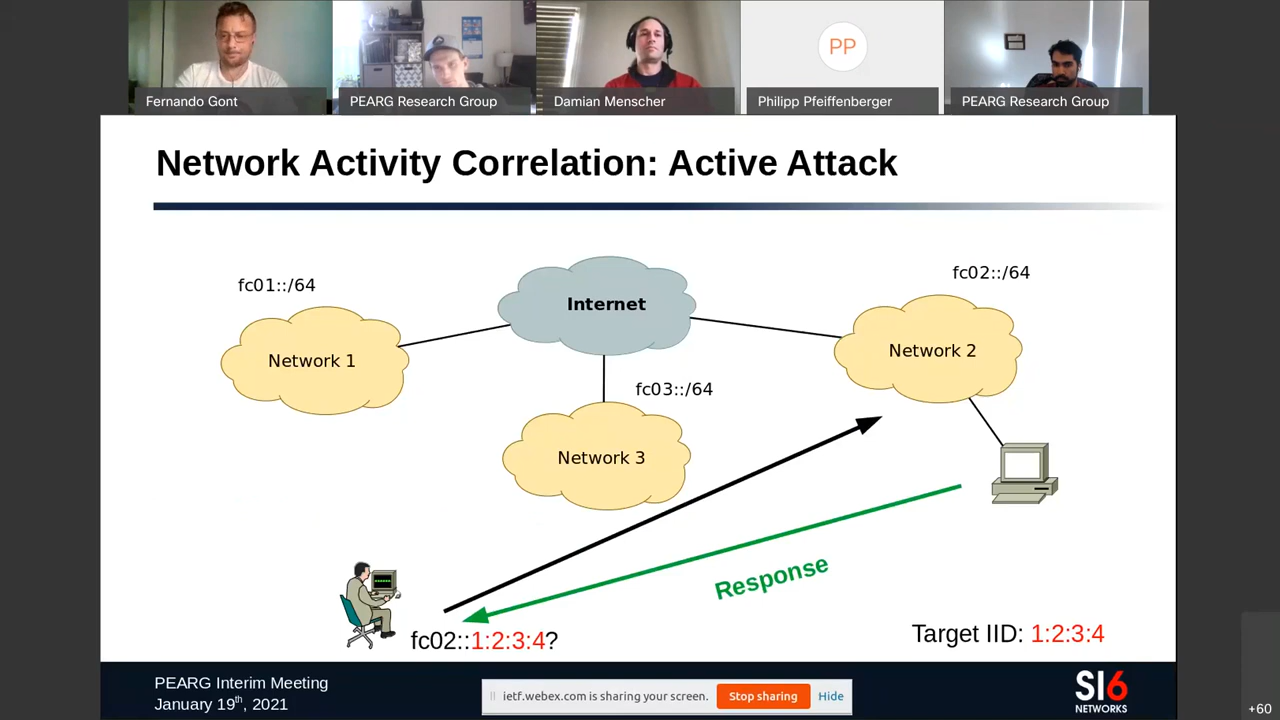 PP
Fernando Gont
PEARG Research Group
Damian Menscher
Philipp Pfeiffenberger
PEARG Research Group
Network Activity Correlation: Active Attack
fc01::/64
Internet
fc02::/64
Network 1
Network 2
fc03::/64
Network 3
Response
fc02::1:2:3:4?
Target IID: 1:2:3:4
PEARG Interim Meeting
January 19th, 2021
ietf.webex.com is sharing your screen.
Stop sharing
Hide
SI6
NETWORKS
+60